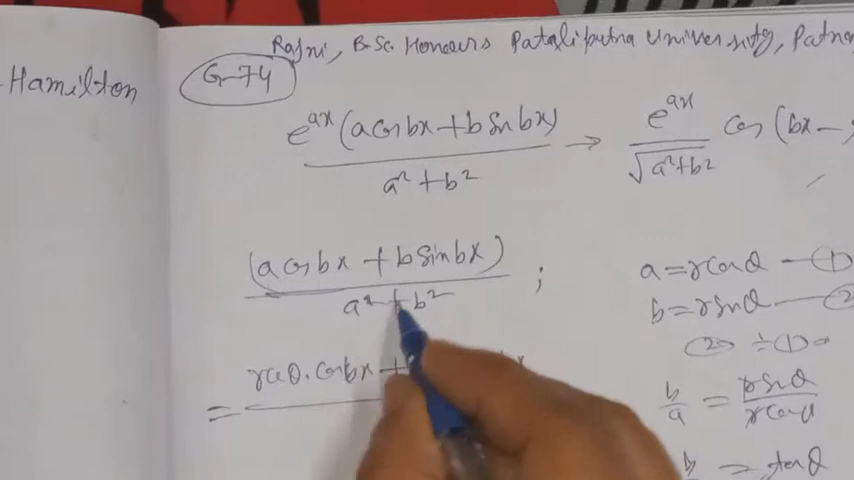 Rajni, B.Sc. Honours Pataliputra University, Patna
Hamilton
G-74
e^{ax}(a cos bx + b sin bx) / a² + b² → e^{ax} / √a²+b² cos (bx -
(a cos bx + b sin bx) / a² + b² ;
a = r cos θ — ①
b = r sin θ — ②
② ÷ ① ⇒
= r cos θ . cos bx +
b/a = r sin θ / r cos θ
b = tan θ